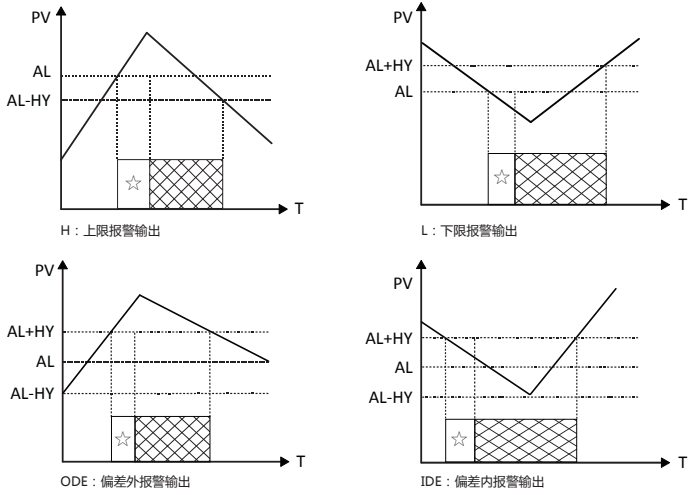 PV
AL
AL-HY
☆
T
H：上限报警输出
PV
AL+HY
AL
☆
T
L：下限报警输出
PV
AL+HY
AL
AL-HY
☆
T
ODE：偏差外报警输出
PV
AL+HY
AL
AL-HY
☆
T
IDE：偏差内报警输出